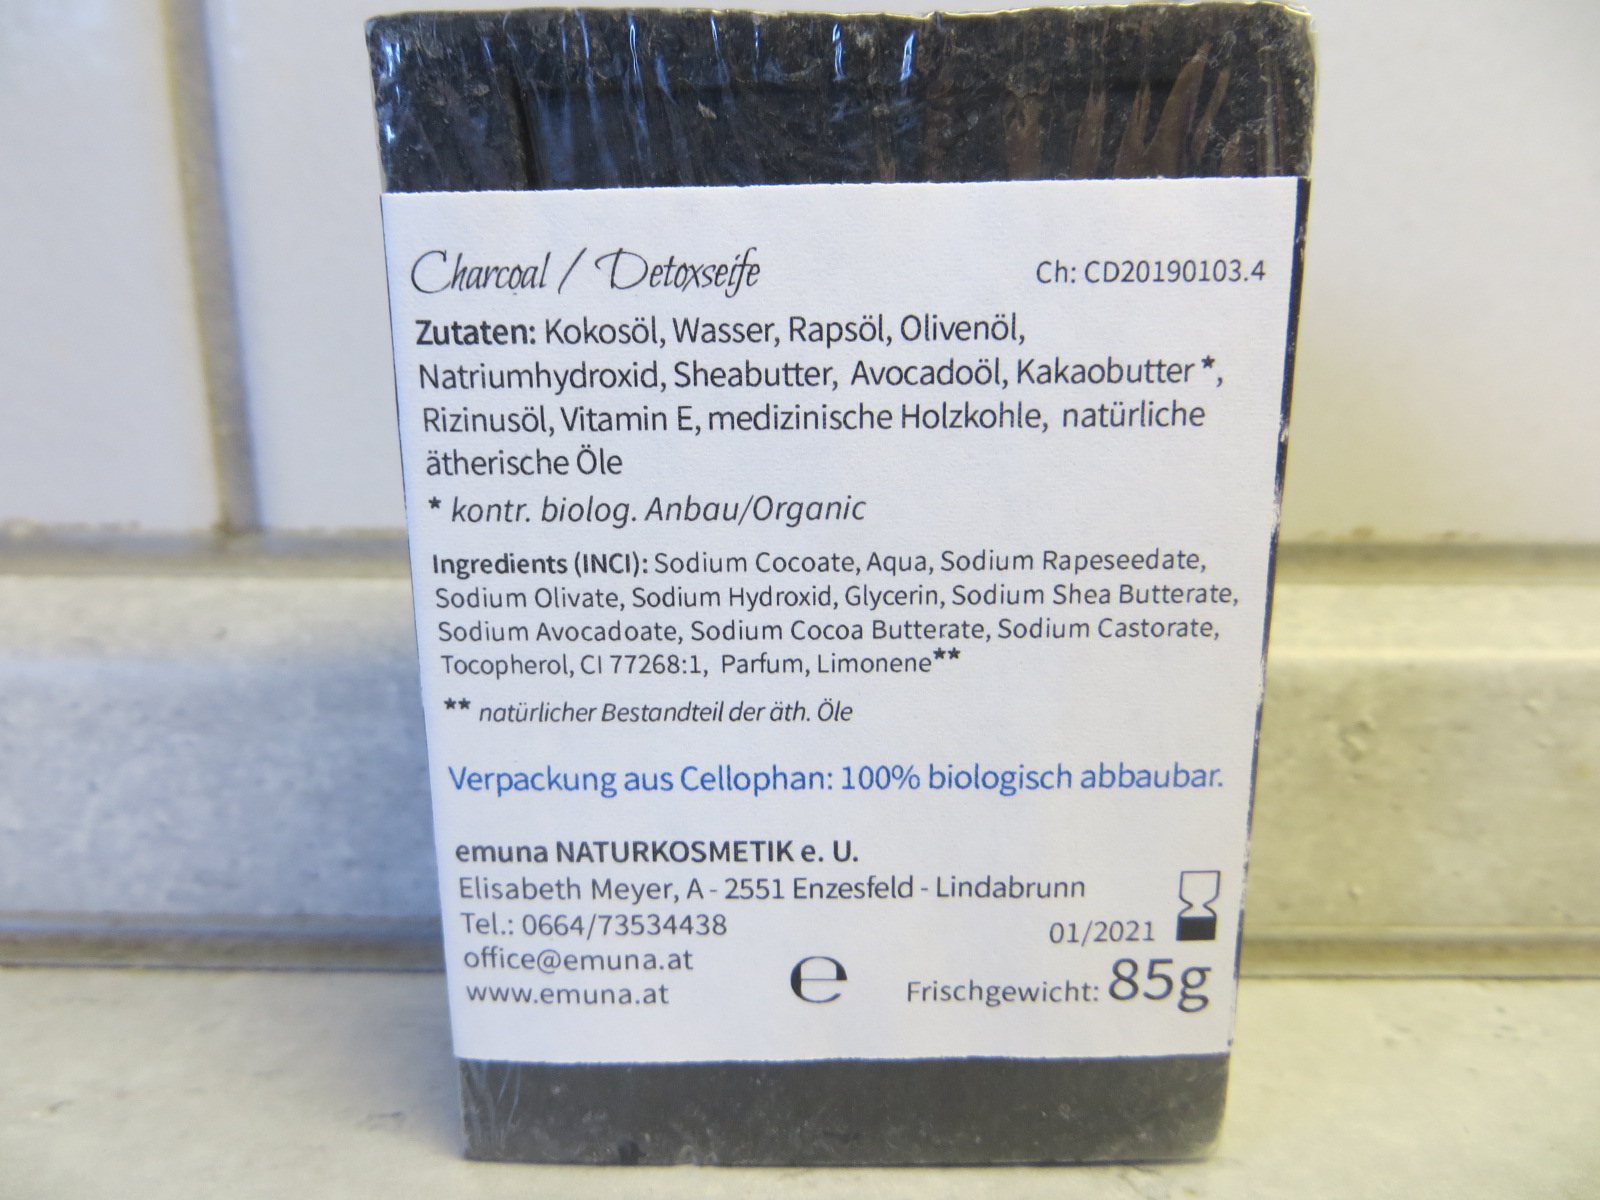 Charcoal / Detoxseife
Ch: CD20190103.4
Zutaten: Kokosöl, Wasser, Rapsöl, Olivenöl,
Natriumhydroxid, Sheabutter, Avocadoöl, Kakaobutter *,
Rizinusöl, Vitamin E, medizinische Holzkohle, natürliche
ätherische Öle
* kontr. biolog. Anbau/Organic
Ingredients (INCI): Sodium Cocoate, Aqua, Sodium Rapeseedate,
Sodium Olivate, Sodium Hydroxid, Glycerin, Sodium Shea Butterate,
Sodium Avocadoate, Sodium Cocoa Butterate, Sodium Castorate,
Tocopherol, CI 77268:1, Parfum, Limonene**
** natürlicher Bestandteil der äth. Öle
Verpackung aus Cellophan: 100% biologisch abbaubar.
emuna NATURKOSMETIK e. U.
Elisabeth Meyer, A - 2551 Enzesfeld - Lindabrunn
Tel.: 0664/73534438
01/2021
office@emuna.at
www.emuna.at
e
Frischgewicht: 85g